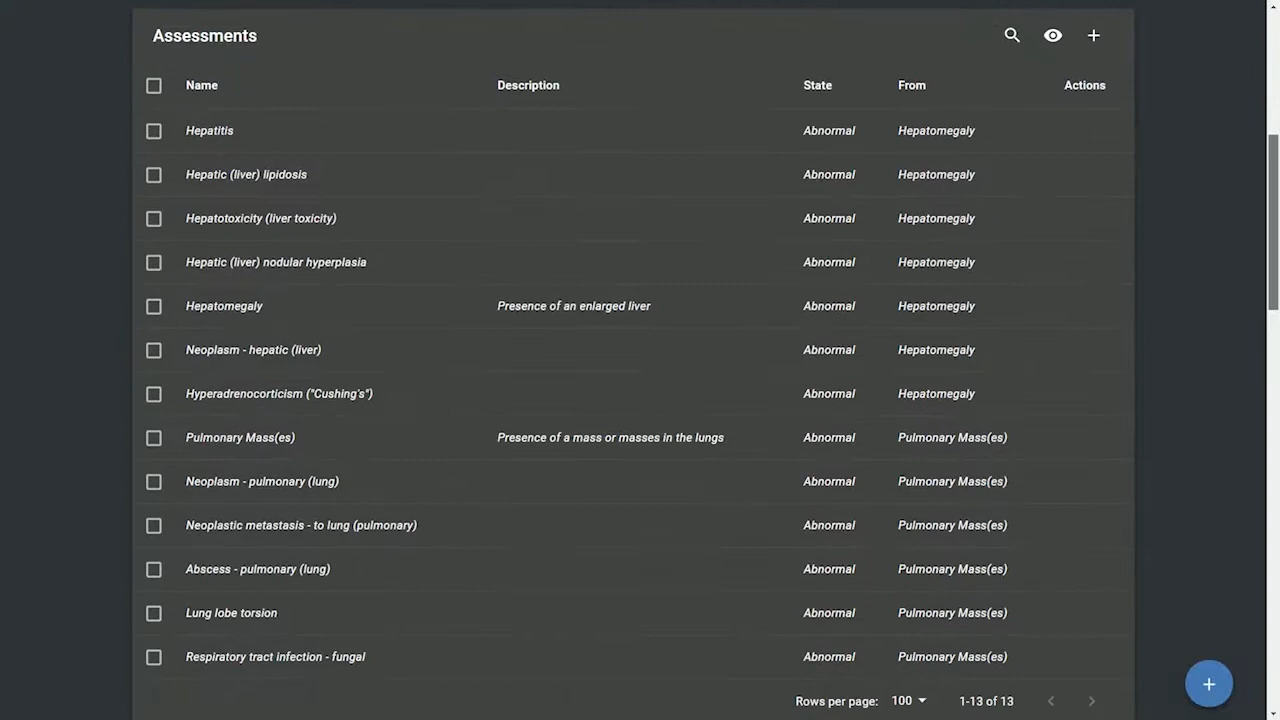 Assessments
Name Description State From Actions
Hepatitis Abnormal Hepatomegaly
Hepatic (liver) lipidosis Abnormal Hepatomegaly
Hepatotoxicity (liver toxicity) Abnormal Hepatomegaly
Hepatic (liver) nodular hyperplasia Abnormal Hepatomegaly
Hepatomegaly Presence of an enlarged liver Abnormal Hepatomegaly
Neoplasm - hepatic (liver) Abnormal Hepatomegaly
Hyperadrenocorticism ("Cushing's") Abnormal Hepatomegaly
Pulmonary Mass(es) Presence of a mass or masses in the lungs Abnormal Pulmonary Mass(es)
Neoplasm - pulmonary (lung) Abnormal Pulmonary Mass(es)
Neoplastic metastasis - to lung (pulmonary) Abnormal Pulmonary Mass(es)
Abscess - pulmonary (lung) Abnormal Pulmonary Mass(es)
Lung lobe torsion Abnormal Pulmonary Mass(es)
Respiratory tract infection - fungal Abnormal Pulmonary Mass(es)
Rows per page: 100 1-13 of 13